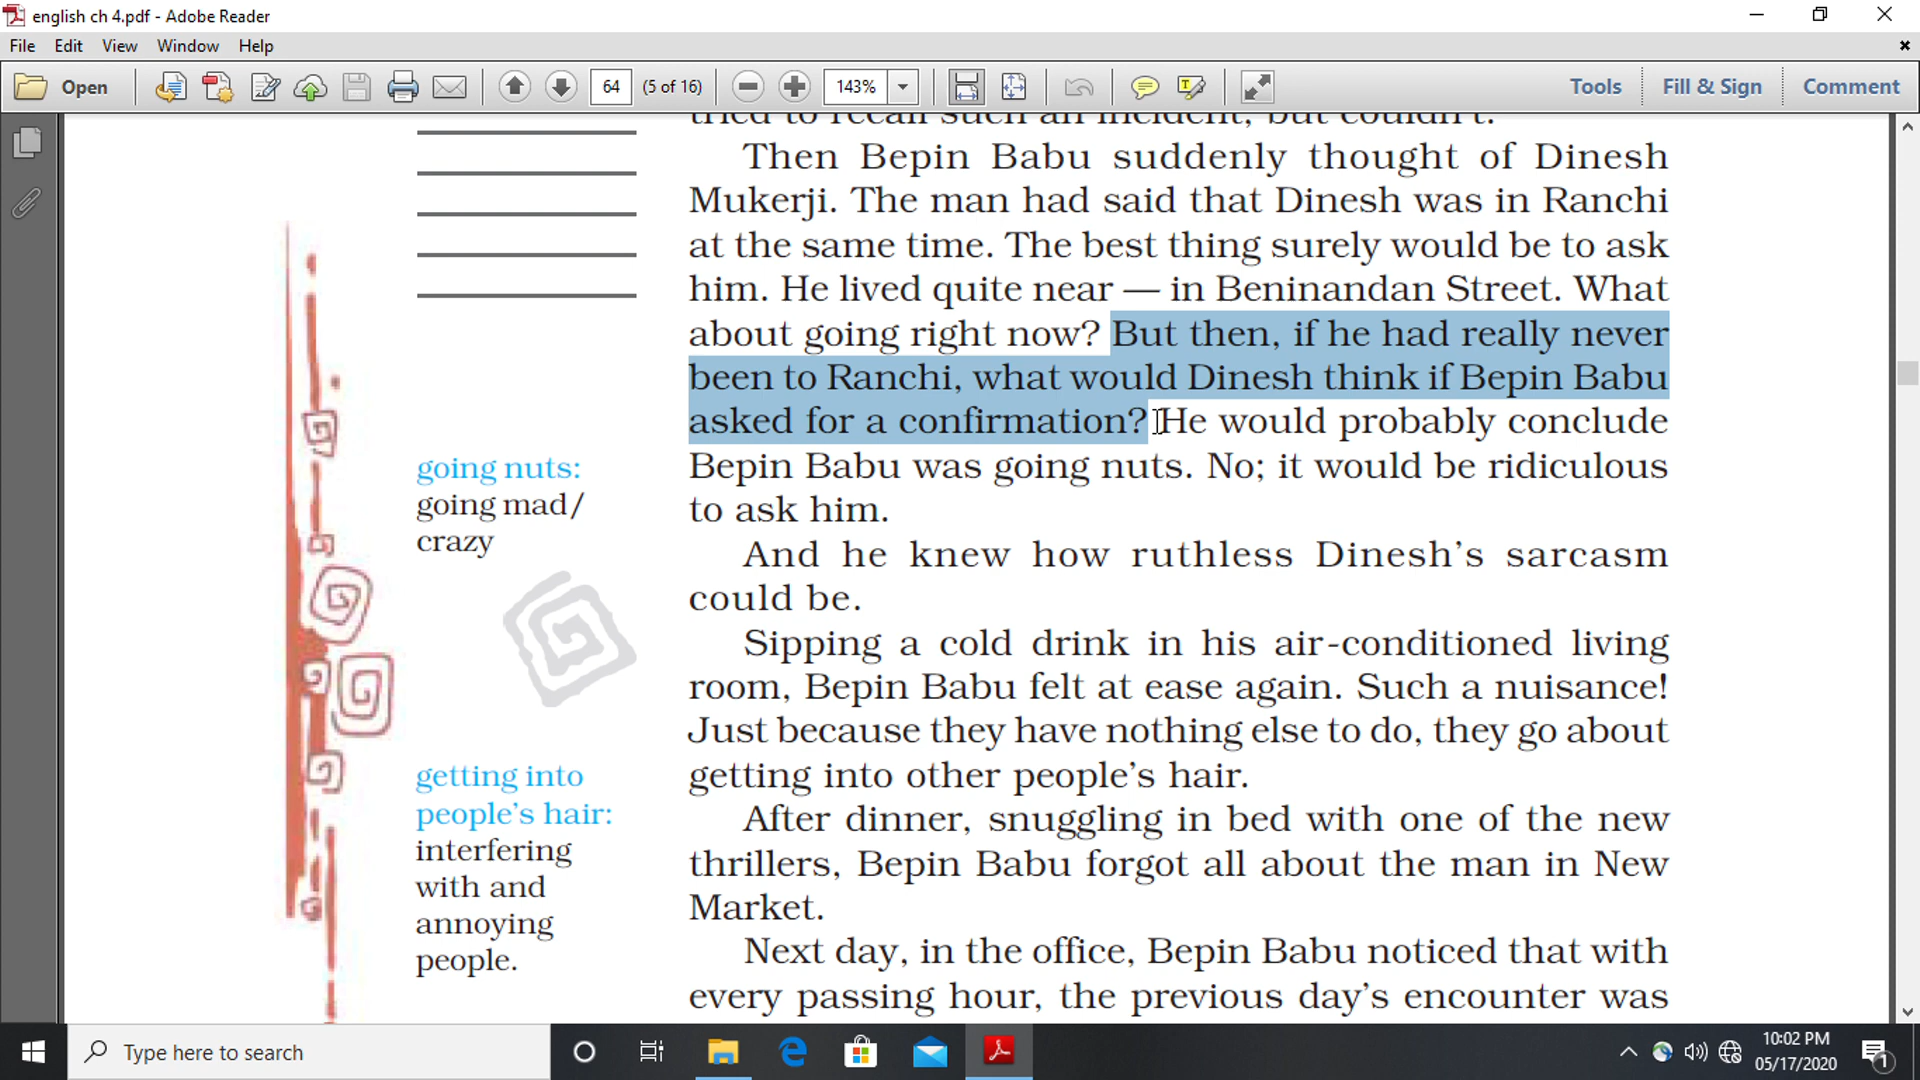 english ch 4.pdf - Adobe Reader
File Edit View Window Help
Open 64 (5 of 16) 143% Tools Fill & Sign Comment
tried to recall such an incident, but couldn't.
Then Bepin Babu suddenly thought of Dinesh
Mukerji. The man had said that Dinesh was in Ranchi
at the same time. The best thing surely would be to ask
him. He lived quite near — in Beninandan Street. What
about going right now? But then, if he had really never
been to Ranchi, what would Dinesh think if Bepin Babu
asked for a confirmation? He would probably conclude
Bepin Babu was going nuts. No; it would be ridiculous
to ask him.
And he knew how ruthless Dinesh's sarcasm
could be.
Sipping a cold drink in his air-conditioned living
room, Bepin Babu felt at ease again. Such a nuisance!
Just because they have nothing else to do, they go about
getting into other people's hair.
After dinner, snuggling in bed with one of the new
thrillers, Bepin Babu forgot all about the man in New
Market.
Next day, in the office, Bepin Babu noticed that with
every passing hour, the previous day's encounter was
going nuts:
going mad/
crazy
getting into
people's hair:
interfering
with and
annoying
people.
Type here to search
10:02 PM
05/17/2020
1